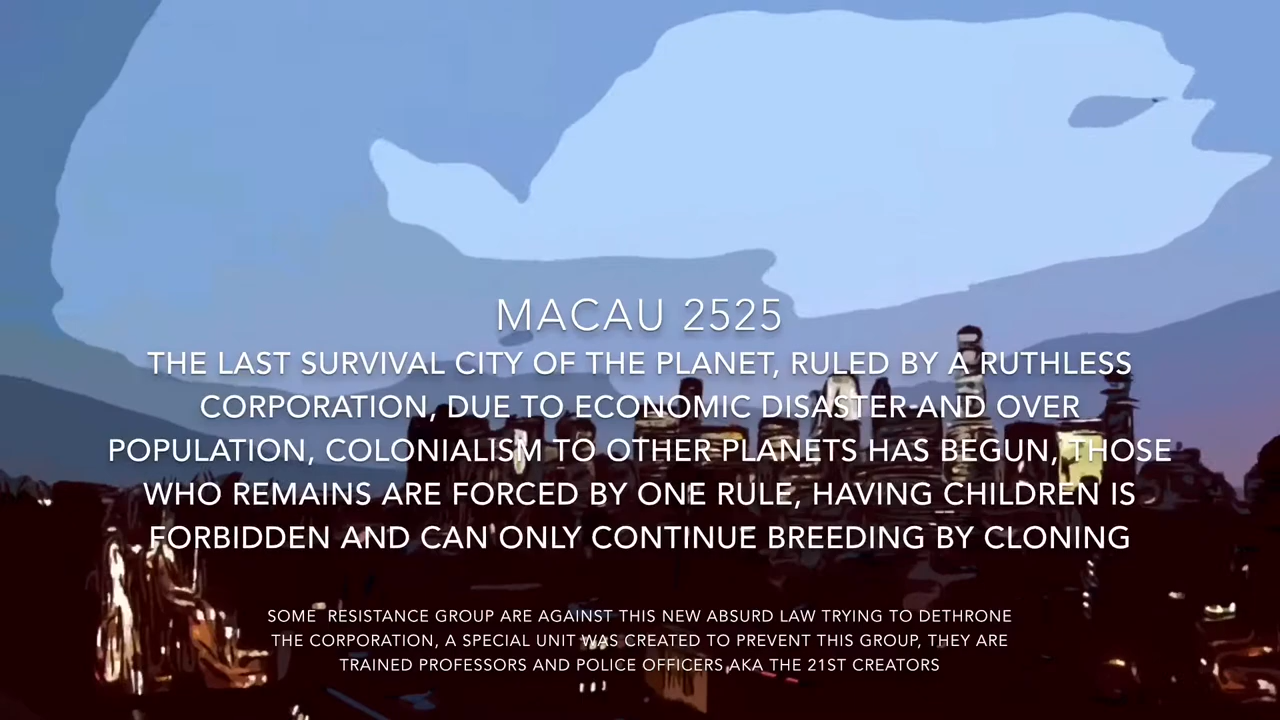 MACAU 2525
THE LAST SURVIVAL CITY OF THE PLANET, RULED BY A RUTHLESS
CORPORATION, DUE TO ECONOMIC DISASTER AND OVER
POPULATION, COLONIALISM TO OTHER PLANETS HAS BEGUN, THOSE
WHO REMAINS ARE FORCED BY ONE RULE, HAVING CHILDREN IS
FORBIDDEN AND CAN ONLY CONTINUE BREEDING BY CLONING
SOME  RESISTANCE GROUP ARE AGAINST THIS NEW ABSURD LAW TRYING TO DETHRONE
THE CORPORATION, A SPECIAL UNIT WAS CREATED TO PREVENT THIS GROUP, THEY ARE
TRAINED PROFESSORS AND POLICE OFFICERS AKA THE 21ST CREATORS